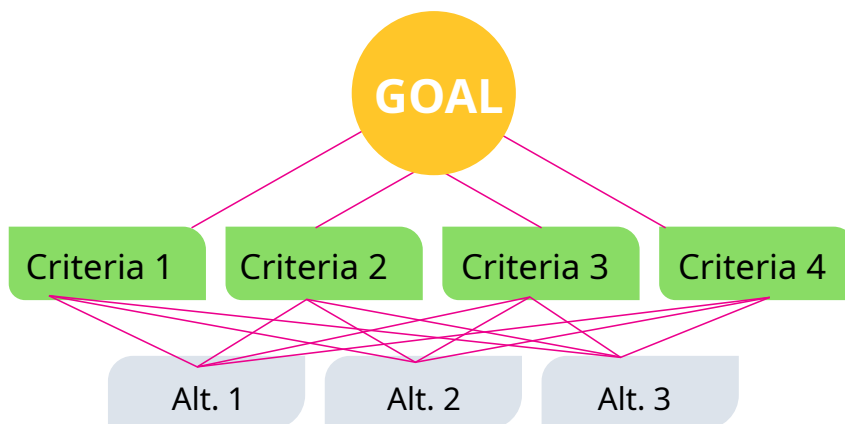 GOAL
Criteria 1
Criteria 2
Criteria 3
Criteria 4
Alt. 1
Alt. 2
Alt. 3